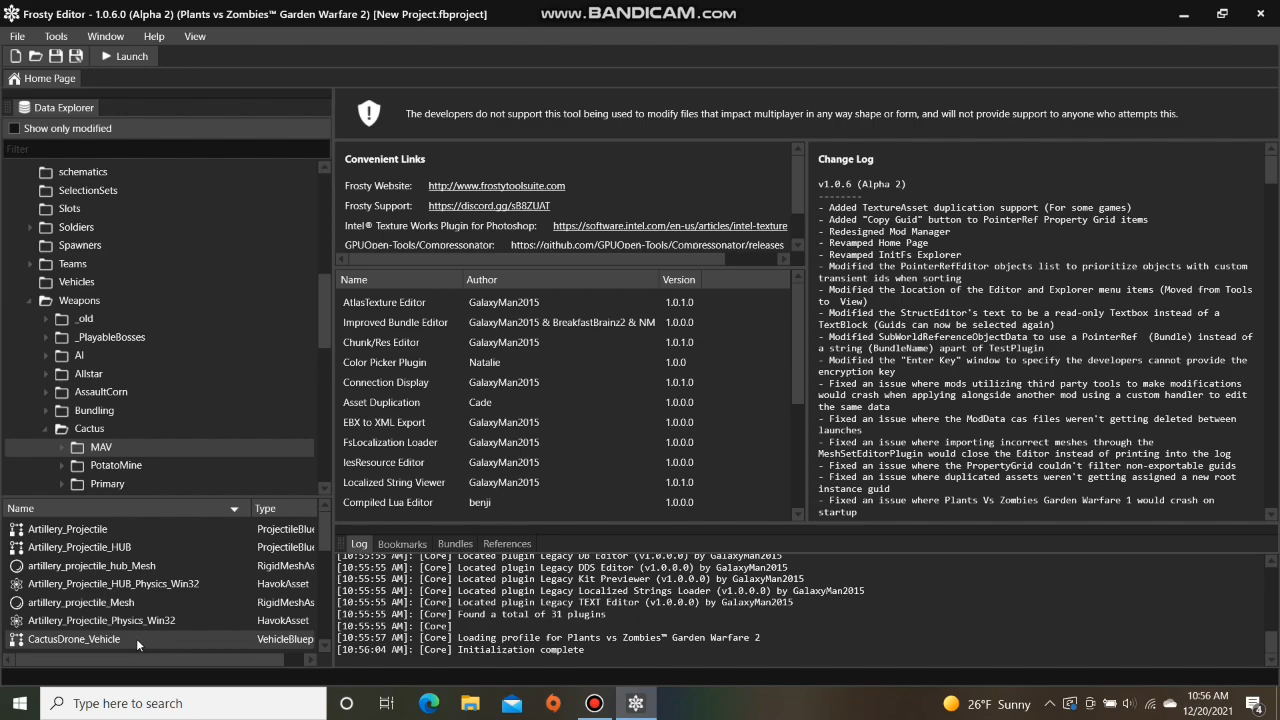 Frosty Editor - 1.0.6.0 (Alpha 2) (Plants vs Zombies™ Garden Warfare 2) [New Project.fbproject]
www.BANDICAM.com
File Tools Window Help View
Launch
Home Page
Data Explorer
Show only modified
Filter
schematics
SelectionSets
Slots
Soldiers
Spawners
Teams
Vehicles
Weapons
_old
_PlayableBosses
AI
Allstar
AssaultCorn
Bundling
Cactus
MAV
PotatoMine
Primary
Name Type
Artillery_Projectile ProjectileBlue
Artillery_Projectile_HUB ProjectileBlue
artillery_projectile_hub_Mesh RigidMeshAs
Artillery_Projectile_HUB_Physics_Win32 HavokAsset
artillery_projectile_Mesh RigidMeshAs
Artillery_Projectile_Physics_Win32 HavokAsset
CactusDrone_Vehicle VehicleBluep
The developers do not support this tool being used to modify files that impact multiplayer in any way shape or form, and will not provide support to anyone who attempts this.
Convenient Links
Frosty Website: http://www.frostytoolsuite.com
Frosty Support: https://discord.gg/sB8ZUAT
Intel® Texture Works Plugin for Photoshop: https://software.intel.com/en-us/articles/intel-texture
GPUOpen-Tools/Compressonator: https://github.com/GPUOpen-Tools/Compressonator/releases
Name Author Version
AtlasTexture Editor GalaxyMan2015 1.0.1.0
Improved Bundle Editor GalaxyMan2015 & BreakfastBrainz2 & NM 1.0.0.0
Chunk/Res Editor GalaxyMan2015 1.0.1.0
Color Picker Plugin Natalie 1.0.0
Connection Display GalaxyMan2015 1.0.1.0
Asset Duplication Cade 1.0.0.0
EBX to XML Export GalaxyMan2015 1.0.0.0
FsLocalization Loader GalaxyMan2015 1.0.1.0
IesResource Editor GalaxyMan2015 1.0.0.0
Localized String Viewer GalaxyMan2015 1.0.0.0
Compiled Lua Editor benji 1.0.0.0
Change Log
v1.0.6 (Alpha 2)
--------
- Added TextureAsset duplication support (For some games)
- Added "Copy Guid" button to PointerRef Property Grid items
- Redesigned Mod Manager
- Revamped Home Page
- Revamped InitFs Explorer
- Modified the PointerRefEditor objects list to prioritize objects with custom
transient ids when sorting
- Modified the location of the Editor and Explorer menu items (Moved from Tools
to View)
- Modified the StructEditor's text to be a read-only Textbox instead of a
TextBlock (Guids can now be selected again)
- Modified SubWorldReferenceObjectData to use a PointerRef (Bundle) instead of
a string (BundleName) apart of TestPlugin
- Modified the "Enter Key" window to specify the developers cannot provide the
encryption key
- Fixed an issue where mods utilizing third party tools to make modifications
would crash when applying alongside another mod using a custom handler to edit
the same data
- Fixed an issue where the ModData cas files weren't getting deleted between
launches
- Fixed an issue where importing incorrect meshes through the
MeshSetEditorPlugin would close the Editor instead of printing into the log
- Fixed an issue where the PropertyGrid couldn't filter non-exportable guids
- Fixed an issue where duplicated assets weren't getting assigned a new root
instance guid
- Fixed an issue where Plants Vs Zombies Garden Warfare 1 would crash on
startup
Log Bookmarks Bundles References
[10:55:55 AM]: [Core] Located plugin Legacy Db Editor (v1.0.0.0) by GalaxyMan2015
[10:55:55 AM]: [Core] Located plugin Legacy DDS Editor (v1.0.0.0) by GalaxyMan2015
[10:55:55 AM]: [Core] Located plugin Legacy Kit Previewer (v1.0.0.0) by GalaxyMan2015
[10:55:55 AM]: [Core] Located plugin Legacy Localized Strings Loader (v1.0.0.0) by GalaxyMan2015
[10:55:55 AM]: [Core] Located plugin Legacy TEXT Editor (v1.0.0.0) by GalaxyMan2015
[10:55:55 AM]: [Core] Found a total of 31 plugins
[10:55:55 AM]: [Core]
[10:55:57 AM]: [Core] Loading profile for Plants vs Zombies™ Garden Warfare 2
[10:56:04 AM]: [Core] Initialization complete
Type here to search
26°F Sunny
10:56 AM
12/20/2021
4